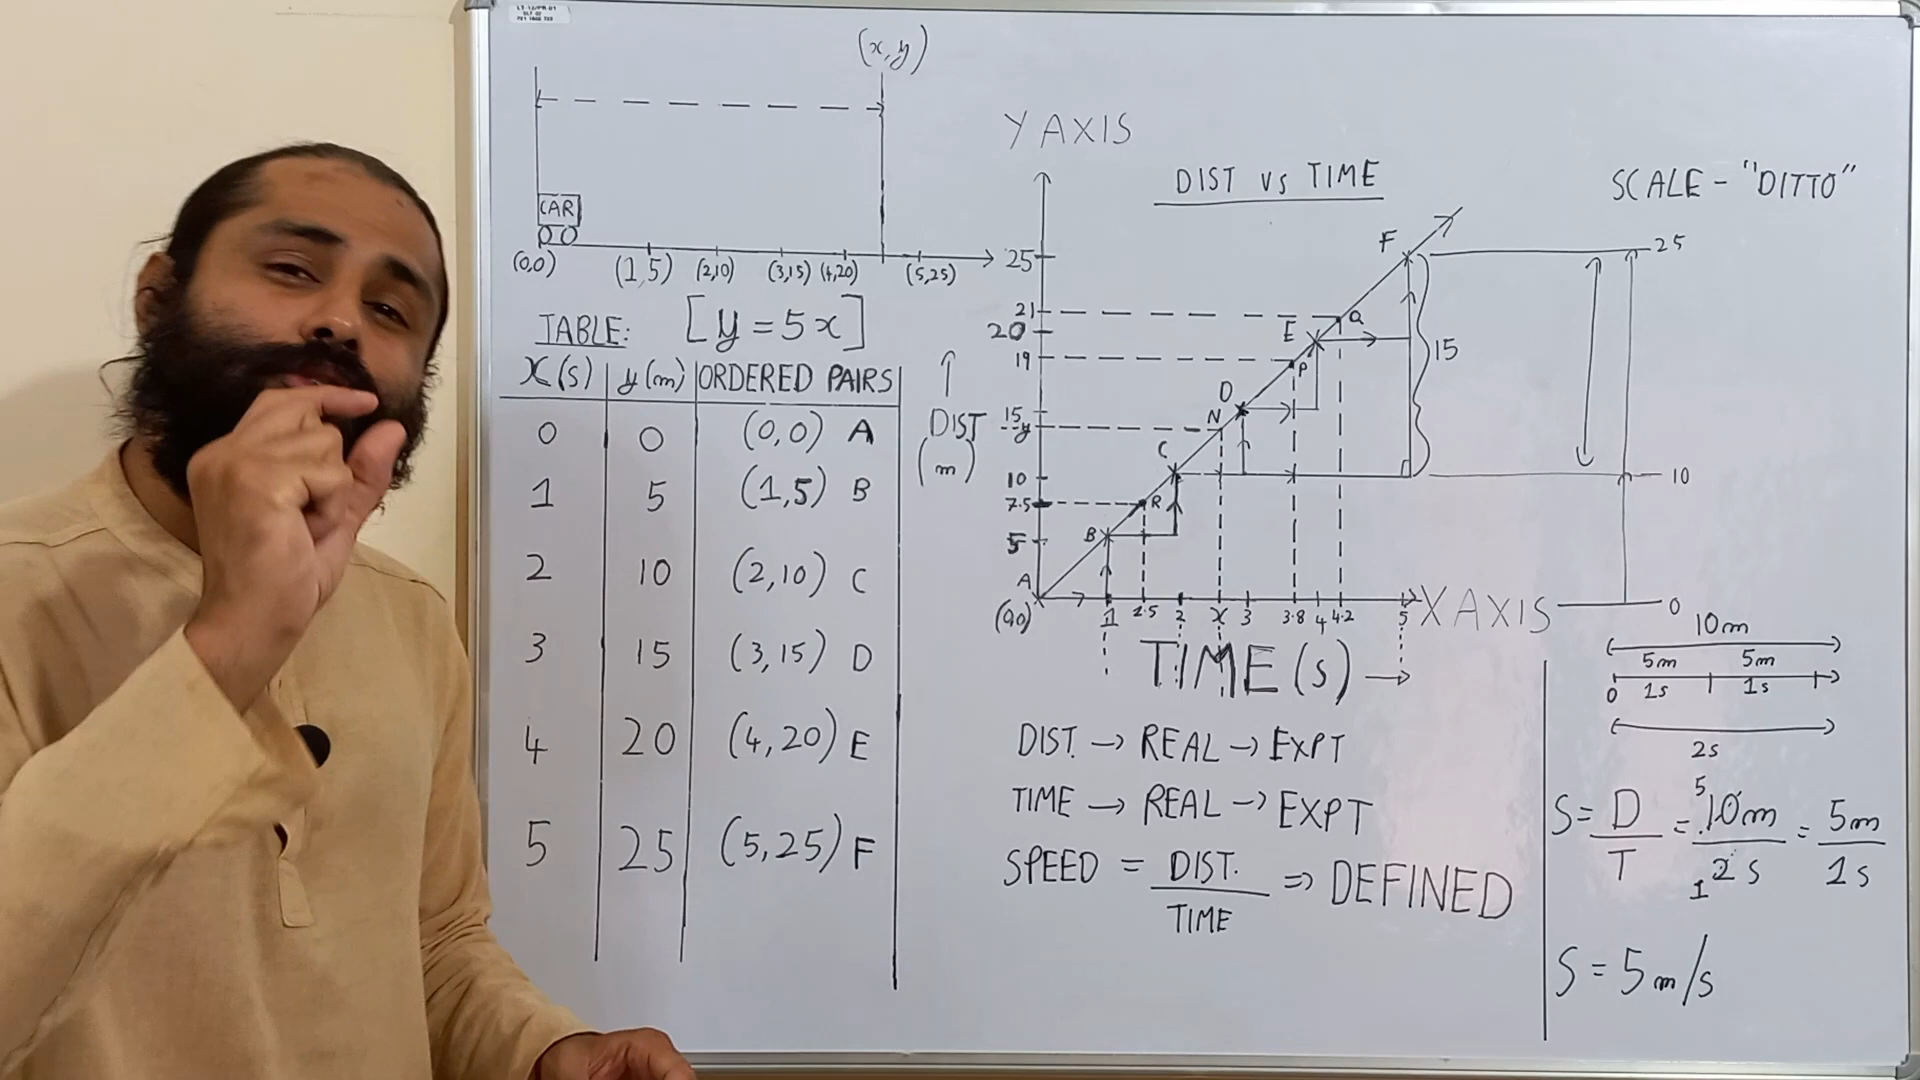 (x,y)
CAR
(0,0) (1,5) (2,10) (3,15) (4,20) (5,25)
TABLE: [y = 5x]
x(s) y(m) ORDERED PAIRS
0 0 (0,0) A
1 5 (1,5) B
2 10 (2,10) C
3 15 (3,15) D
4 20 (4,20) E
5 25 (5,25) F
Y AXIS
DIST VS TIME
SCALE - "DITTO"
25
21
20
19
15
y
10
7.5
5
DIST
(m)
A
B
R
C
N
D
P
E
Q
F
15
25
10
0
(0,0) 1 1.5 2 x 3 3.8 4 4.2 5 X AXIS
TIME (s) →
DIST. → REAL → EXPT
TIME → REAL → EXPT
SPEED = DIST. / TIME ⇒ DEFINED
10m
5m 5m
0 1s 1s
2s
S = D/T = 10m/2s = 5m/1s
5
1
S = 5m/s